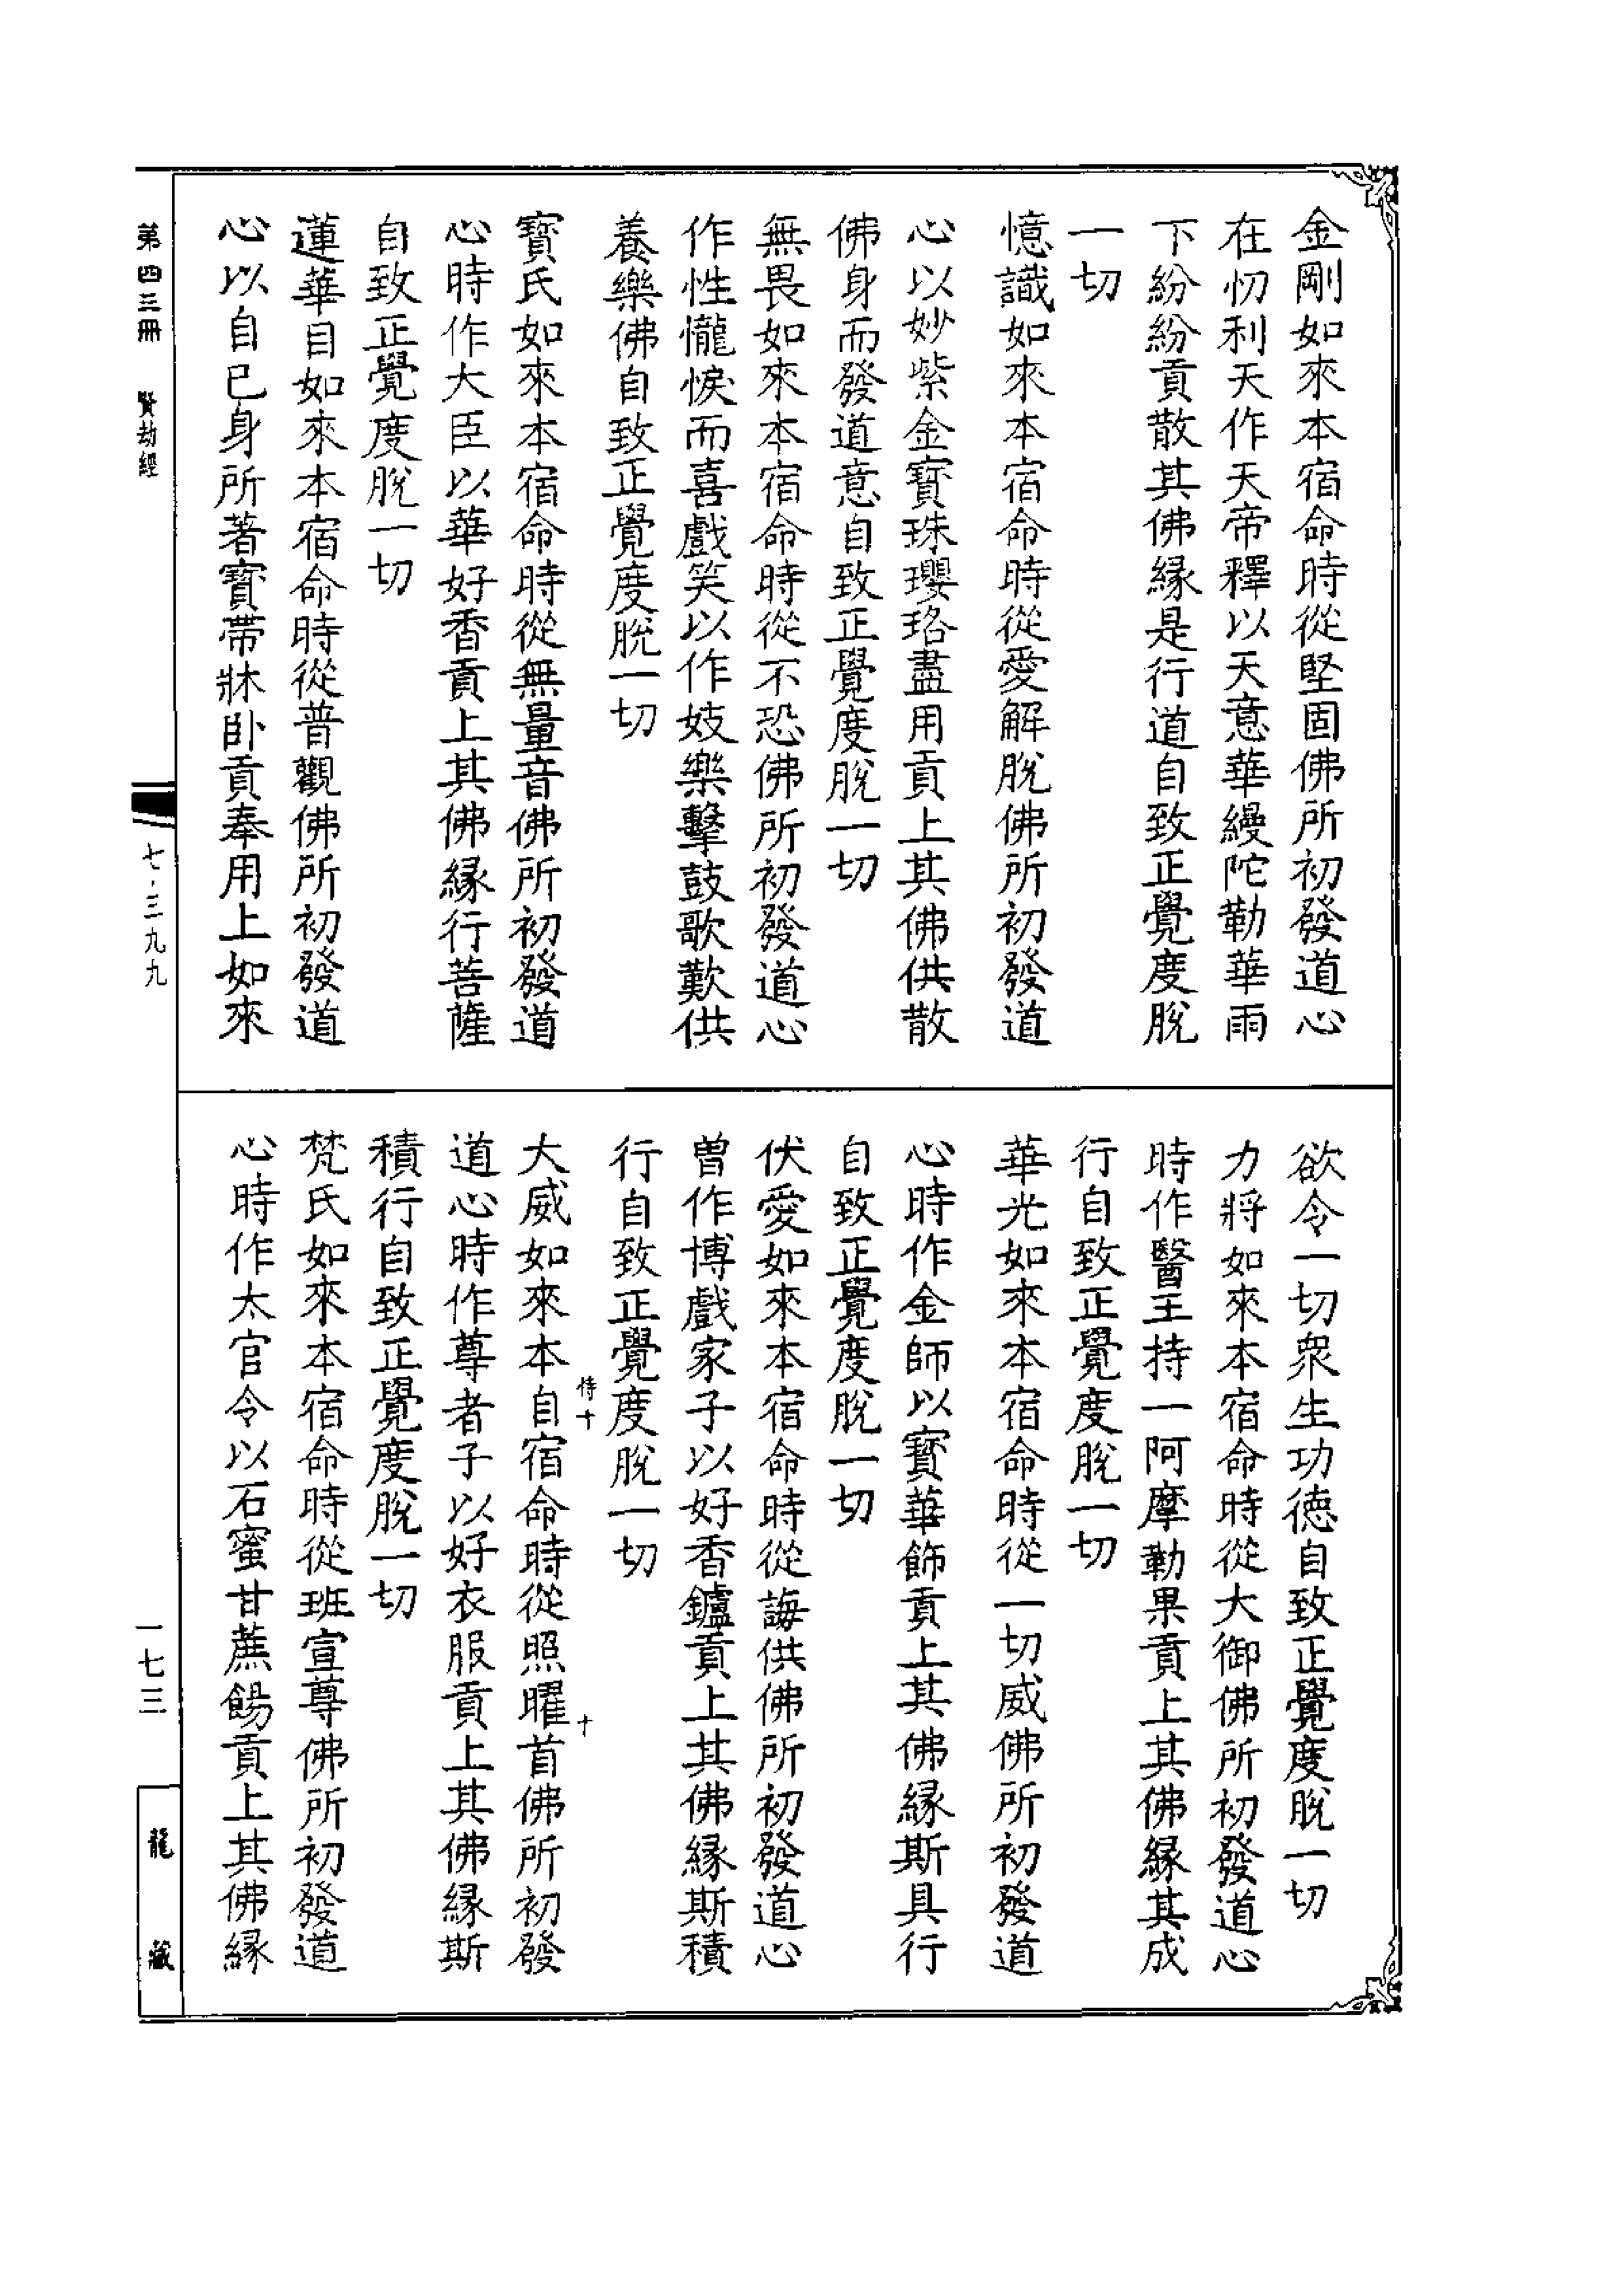 金剛如來本宿命時從堅固佛所初發道心
在忉利天作天帝釋以天意華縵陀勒華雨
下紛紛貢散其佛緣是行道自致正覺度脫
一切
憶識如來本宿命時從愛解脫佛所初發道
心以妙紫金寶珠瓔珞盡用貢上其佛供散
佛身而發道意自致正覺度脫一切
無畏如來本宿命時從不恐佛所初發道心
作性儱悷而喜戲笑以作妓樂擊鼓歌歎供
養樂佛自致正覺度脫一切
寶氏如來本宿命時從無量音佛所初發道
心時作大臣以華好香貢上其佛緣行菩薩
自致正覺度脫一切
蓮華目如來本宿命時從普觀佛所初發道
心以自已身所著寶帶牀卧貢奉用上如來
欲令一切衆生功德自致正覺度脫一切
力將如來本宿命時從大御佛所初發道心
時作醫王持一阿摩勒果貢上其佛緣其成
行自致正覺度脫一切
華光如來本宿命時從一切威佛所初發道
心時作金師以寶華飾貢上其佛緣斯具行
自致正覺度脫一切
伏愛如來本宿命時從誨供佛所初發道心
曾作博戲家子以好香鑪貢上其佛緣斯積
行自致正覺度脫一切
侍十 十
大威如來本自宿命時從照曜首佛所初發
道心時作尊者子以好衣服貢上其佛緣斯
積行自致正覺度脫一切
梵氏如來本宿命時從班宣尊佛所初發道
心時作太官令以石蜜甘蔗餳貢上其佛緣
第四三冊 賢劫經
七·三九九
一七三
龍藏